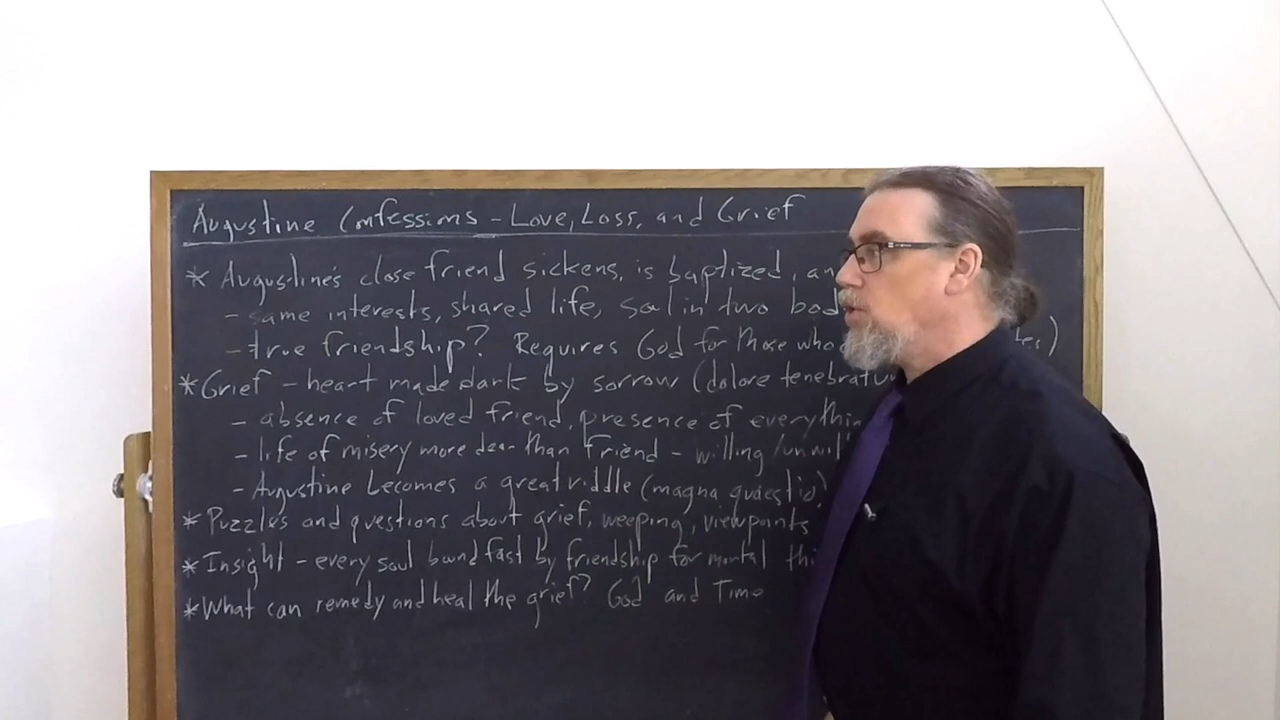 Augustine Confessions - Love, Loss, and Grief
* Augustine's close friend sickens, is baptized, an
- same interests, shared life, soul in two bod
- true friendship? Requires God for those who
* Grief - heart made dark by sorrow (dolore tenebratu
- absence of loved friend, presence of everythin
- life of misery more dear than friend - willing/unwil
- Augustine becomes a great riddle (magna quaestio)
* Puzzles and questions about grief, weeping, viewpoints
* Insight - every soul bound fast by friendship for mortal thi
* What can remedy and heal the grief? God and Time